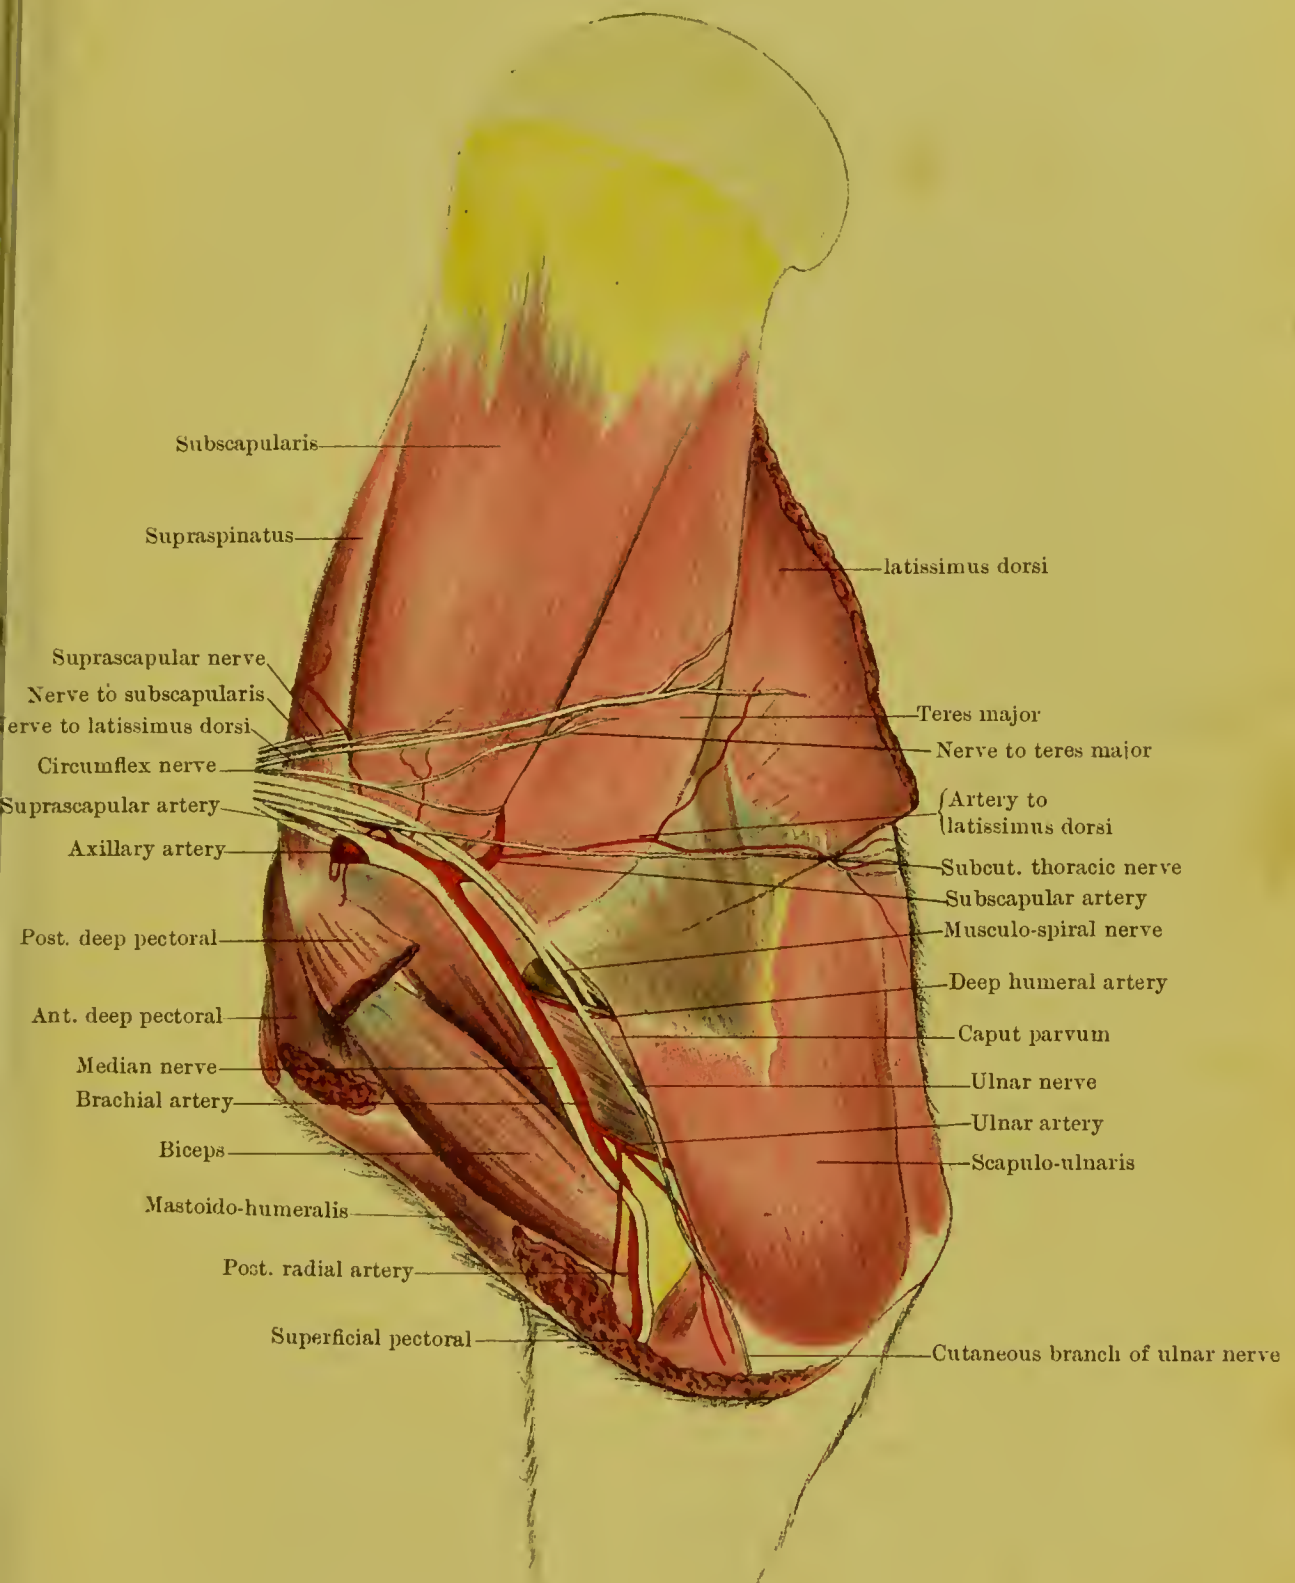 Subscapularis
Supraspinatus
Suprascapular nerve
Nerve to subscapularis
erve to latissimus dorsi
Circumflex nerve
Suprascapular artery
Axillary artery
Post. deep pectoral
Ant. deep pectoral
Median nerve
Brachial artery
Biceps
Mastoido-humeralis
Post. radial artery
Superficial pectoral
latissimus dorsi
Teres major
Nerve to teres major
Artery to
latissimus dorsi
Subcut. thoracic nerve
Subscapular artery
Musculo-spiral nerve
Deep humeral artery
Caput parvum
Ulnar nerve
Ulnar artery
Scapulo-ulnaris
Cutaneous branch of ulnar nerve